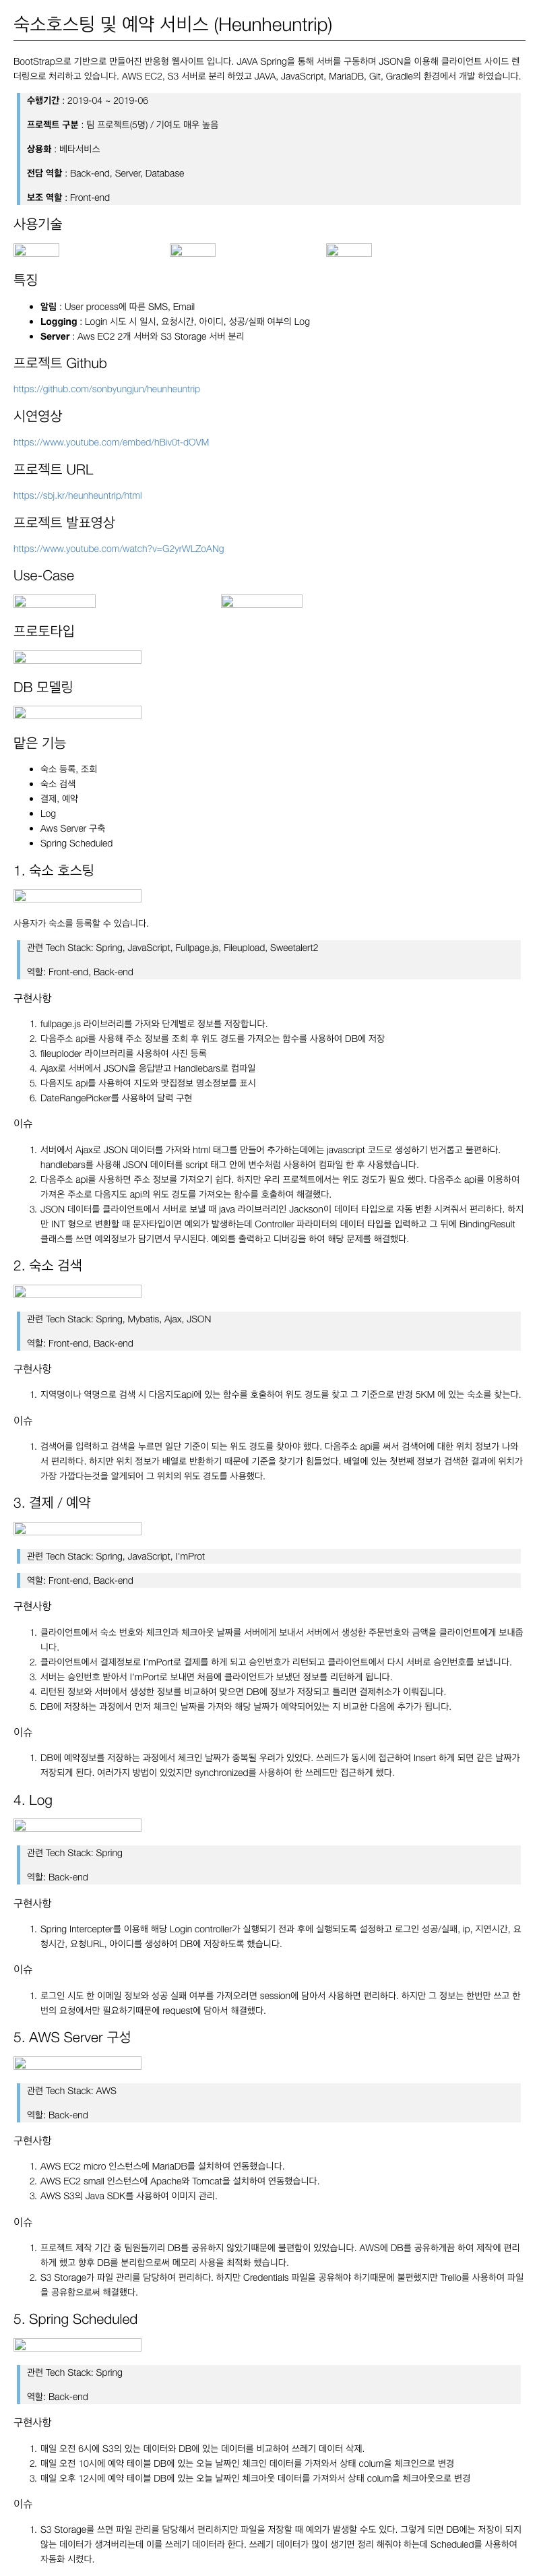 숙소호스팅 및 예약 서비스 (Heunheuntrip)
BootStrap으로 기반으로 만들어진 반응형 웹사이트 입니다. JAVA Spring을 통해 서버를 구동하며 JSON을 이용해 클라이언트 사이드 렌
더링으로 처리하고 있습니다. AWS EC2, S3 서버로 분리 하였고 JAVA, JavaScript, MariaDB, Git, Gradle의 환경에서 개발 하였습니다.
수행기간 : 2019-04 ~ 2019-06
프로젝트 구분 : 팀 프로젝트(5명) / 기여도 매우 높음
상용화 : 베타서비스
전담 역할 : Back-end, Server, Database
보조 역할 : Front-end
사용기술
특징
• 알림 : User process에 따른 SMS, Email
• Logging : Login 시도 시 일시, 요청시간, 아이디, 성공/실패 여부의 Log
• Server : Aws EC2 2개 서버와 S3 Storage 서버 분리
프로젝트 Github
https://github.com/sonbyungjun/heunheuntrip
시연영상
https://www.youtube.com/embed/hBiv0t-dOVM
프로젝트 URL
https://sbj.kr/heunheuntrip/html
프로젝트 발표영상
https://www.youtube.com/watch?v=G2yrWLZoANg
Use-Case
프로토타입
DB 모델링
맡은 기능
• 숙소 등록, 조회
• 숙소 검색
• 결제, 예약
• Log
• Aws Server 구축
• Spring Scheduled
1. 숙소 호스팅
사용자가 숙소를 등록할 수 있습니다.
관련 Tech Stack: Spring, JavaScript, Fullpage.js, Fileupload, Sweetalert2
역할: Front-end, Back-end
구현사항
1. fullpage.js 라이브러리를 가져와 단계별로 정보를 저장합니다.
2. 다음주소 api를 사용해 주소 정보를 조회 후 위도 경도를 가져오는 함수를 사용하여 DB에 저장
3. fileuploder 라이브러리를 사용하여 사진 등록
4. Ajax로 서버에서 JSON을 응답받고 Handlebars로 컴파일
5. 다음지도 api를 사용하여 지도와 맛집정보 명소정보를 표시
6. DateRangePicker를 사용하여 달력 구현
이슈
1. 서버에서 Ajax로 JSON 데이터를 가져와 html 태그를 만들어 추가하는데에는 javascript 코드로 생성하기 번거롭고 불편하다.
handlebars를 사용해 JSON 데이터를 script 태그 안에 변수처럼 사용하여 컴파일 한 후 사용했습니다.
2. 다음주소 api를 사용하면 주소 정보를 가져오기 쉽다. 하지만 우리 프로젝트에서는 위도 경도가 필요 했다. 다음주소 api를 이용하여
가져온 주소로 다음지도 api의 위도 경도를 가져오는 함수를 호출하여 해결했다.
3. JSON 데이터를 클라이언트에서 서버로 보낼 때 java 라이브러리인 Jackson이 데이터 타입으로 자동 변환 시켜줘서 편리하다. 하지
만 INT 형으로 변환할 때 문자타입이면 예외가 발생하는데 Controller 파라미터의 데이터 타입을 입력하고 그 뒤에 BindingResult
클래스를 쓰면 예외정보가 담기면서 무시된다. 예외를 출력하고 디버깅을 하여 해당 문제를 해결했다.
2. 숙소 검색
관련 Tech Stack: Spring, Mybatis, Ajax, JSON
역할: Front-end, Back-end
구현사항
1. 지역명이나 역명으로 검색 시 다음지도api에 있는 함수를 호출하여 위도 경도를 찾고 그 기준으로 반경 5KM 에 있는 숙소를 찾는다.
이슈
1. 검색어를 입력하고 검색을 누르면 일단 기준이 되는 위도 경도를 찾아야 했다. 다음주소 api를 써서 검색어에 대한 위치 정보가 나와
서 편리하다. 하지만 위치 정보가 배열로 반환하기 때문에 기준을 찾기가 힘들었다. 배열에 있는 첫번째 정보가 검색한 결과에 위치가
가장 가깝다는것을 알게되어 그 위치의 위도 경도를 사용했다.
3. 결제 / 예약
관련 Tech Stack: Spring, JavaScript, I'mProt
역할: Front-end, Back-end
구현사항
1. 클라이언트에서 숙소 번호와 체크인과 체크아웃 날짜를 서버에게 보내서 서버에서 생성한 주문번호와 금액을 클라이언트에게 보내줍
니다.
2. 클라이언트에서 결제정보로 I'mPort로 결제를 하게 되고 승인번호가 리턴되고 클라이언트에서 다시 서버로 승인번호를 보냅니다.
3. 서버는 승인번호 받아서 I'mPort로 보내면 처음에 클라이언트가 보냈던 정보를 리턴하게 됩니다.
4. 리턴된 정보와 서버에서 생성한 정보를 비교하여 맞으면 DB에 정보가 저장되고 틀리면 결제취소가 이뤄집니다.
5. DB에 저장하는 과정에서 먼저 체크인 날짜를 가져와 해당 날짜가 예약되어있는 지 비교한 다음에 추가가 됩니다.
이슈
1. DB에 예약정보를 저장하는 과정에서 체크인 날짜가 중복될 우려가 있었다. 쓰레드가 동시에 접근하여 Insert 하게 되면 같은 날짜가
저장되게 된다. 여러가지 방법이 있었지만 synchronized를 사용하여 한 쓰레드만 접근하게 했다.
4. Log
관련 Tech Stack: Spring
역할: Back-end
구현사항
1. Spring Intercepter를 이용해 해당 Login controller가 실행되기 전과 후에 실행되도록 설정하고 로그인 성공/실패, ip, 지연시간, 요
청시간, 요청URL, 아이디를 생성하여 DB에 저장하도록 했습니다.
이슈
1. 로그인 시도 한 이메일 정보와 성공 실패 여부를 가져오려면 session에 담아서 사용하면 편리하다. 하지만 그 정보는 한번만 쓰고 한
번의 요청에서만 필요하기때문에 request에 담아서 해결했다.
5. AWS Server 구성
관련 Tech Stack: AWS
역할: Back-end
구현사항
1. AWS EC2 micro 인스턴스에 MariaDB를 설치하여 연동했습니다.
2. AWS EC2 small 인스턴스에 Apache와 Tomcat을 설치하여 연동했습니다.
3. AWS S3의 Java SDK를 사용하여 이미지 관리.
이슈
1. 프로젝트 제작 기간 중 팀원들끼리 DB를 공유하지 않았기때문에 불편함이 있었습니다. AWS에 DB를 공유하게끔 하여 제작에 편리
하게 했고 향후 DB를 분리함으로써 메모리 사용을 최적화 했습니다.
2. S3 Storage가 파일 관리를 담당하여 편리하다. 하지만 Credentials 파일을 공유해야 하기때문에 불편했지만 Trello를 사용하여 파일
을 공유함으로써 해결했다.
5. Spring Scheduled
관련 Tech Stack: Spring
역할: Back-end
구현사항
1. 매일 오전 6시에 S3의 있는 데이터와 DB에 있는 데이터를 비교하여 쓰레기 데이터 삭제.
2. 매일 오전 10시에 예약 테이블 DB에 있는 오늘 날짜인 체크인 데이터를 가져와서 상태 colum을 체크인으로 변경
3. 매일 오후 12시에 예약 테이블 DB에 있는 오늘 날짜인 체크아웃 데이터를 가져와서 상태 colum을 체크아웃으로 변경
이슈
1. S3 Storage를 쓰면 파일 관리를 담당해서 편리하지만 파일을 저장할 때 예외가 발생할 수도 있다. 그렇게 되면 DB에는 저장이 되지
않는 데이터가 생겨버리는데 이를 쓰레기 데이터라 한다. 쓰레기 데이터가 많이 생기면 정리 해줘야 하는데 Scheduled를 사용하여
자동화 시켰다.